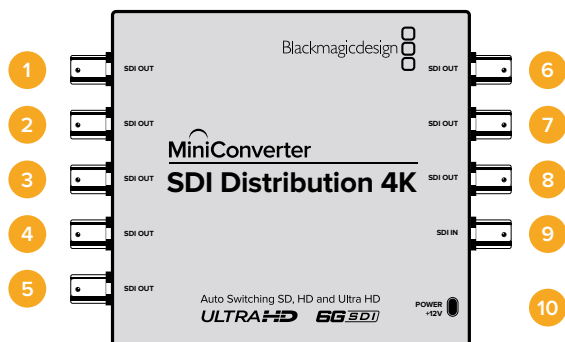 Blackmagicdesign
1 SDI OUT SDI OUT 6
2 SDI OUT SDI OUT 7
MiniConverter
3 SDI OUT SDI Distribution 4K SDI OUT 8
4 SDI OUT SDI IN 9
5 SDI OUT
Auto Switching SD, HD and Ultra HD
POWER
+12V
10
ULTRA HD 6G SDI